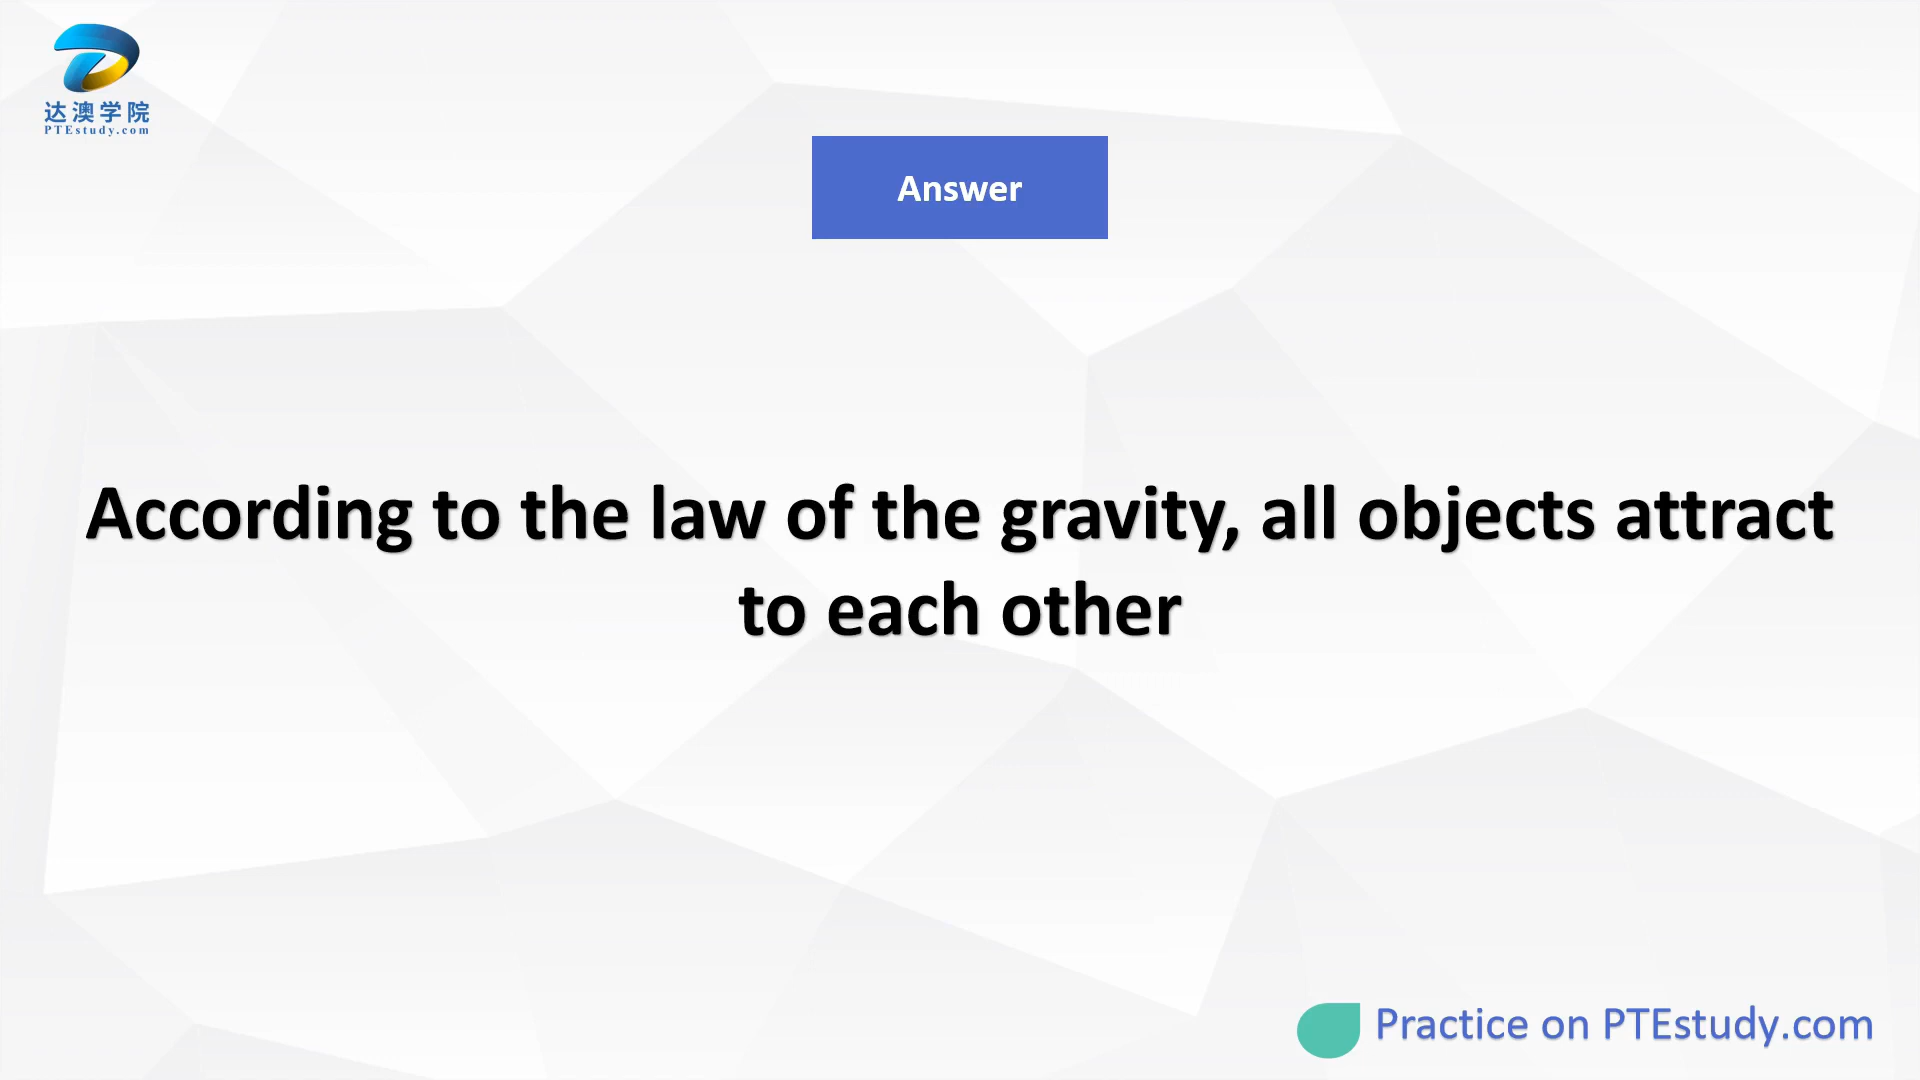 达澳学院
PTEstudy.com
Answer
According to the law of the gravity, all objects attract
to each other
Practice on PTEstudy.com